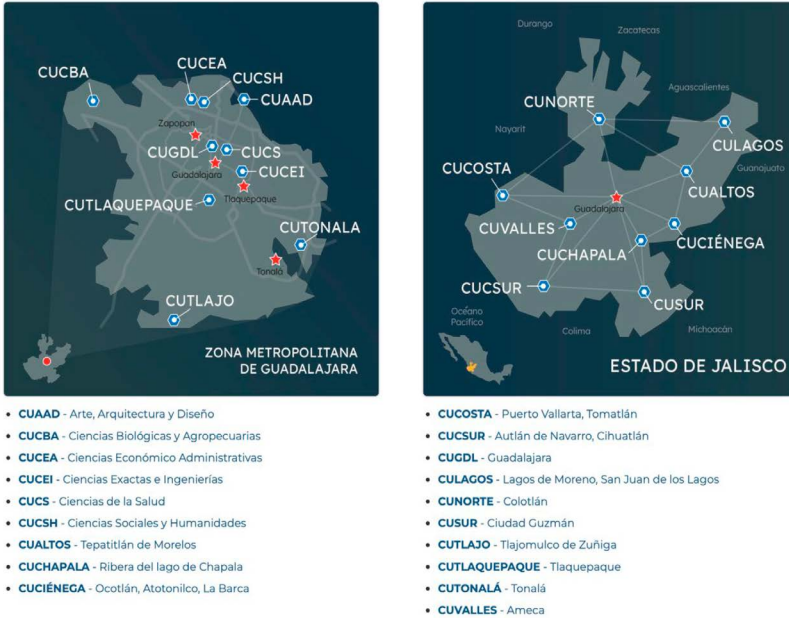 CUCBA
CUCEA
CUCSH
CUAAD
Zapopan
CUGDL
CUCS
Guadalajara
CUCEI
CUTLAQUEPAQUE
Tlaquepaque
CUTONALA
Tonalá
CUTLAJO
ZONA METROPOLITANA
DE GUADALAJARA
Durango
Zacatecas
Aguascalientes
CUNORTE
Nayarit
CULAGOS
Guanajuato
CUCOSTA
CUALTOS
Guadalajara
CUVALLES
CUCIÉNEGA
CUCHAPALA
CUCSUR
CUSUR
Océano
Pacífico
Colima
Michoacán
ESTADO DE JALISCO
• CUAAD - Arte, Arquitectura y Diseño
• CUCBA - Ciencias Biológicas y Agropecuarias
• CUCEA - Ciencias Económico Administrativas
• CUCEI - Ciencias Exactas e Ingenierías
• CUCS - Ciencias de la Salud
• CUCSH - Ciencias Sociales y Humanidades
• CUALTOS - Tepatitlán de Morelos
• CUCHAPALA - Ribera del lago de Chapala
• CUCIÉNEGA - Ocotlán, Atotonilco, La Barca
• CUCOSTA - Puerto Vallarta, Tomatlán
• CUCSUR - Autlán de Navarro, Cihuatlán
• CUGDL - Guadalajara
• CULAGOS - Lagos de Moreno, San Juan de los Lagos
• CUNORTE - Colotlán
• CUSUR - Ciudad Guzmán
• CUTLAJO - Tlajomulco de Zuñiga
• CUTLAQUEPAQUE - Tlaquepaque
• CUTONALÁ - Tonalá
• CUVALLES - Ameca